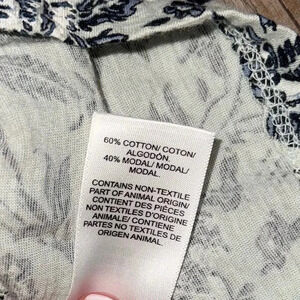 60% COTTON/ COTON/
ALGODÓN.
40% MODAL/ MODAL/
MODAL.
CONTAINS NON-TEXTILE
PART OF ANIMAL ORIGIN/
CONTIENT DES PIÈCES
NON TEXTILES D'ORIGINE
ANIMALE/ CONTIENE
PARTES NO TEXTILES DE
ORIGEN ANIMAL.